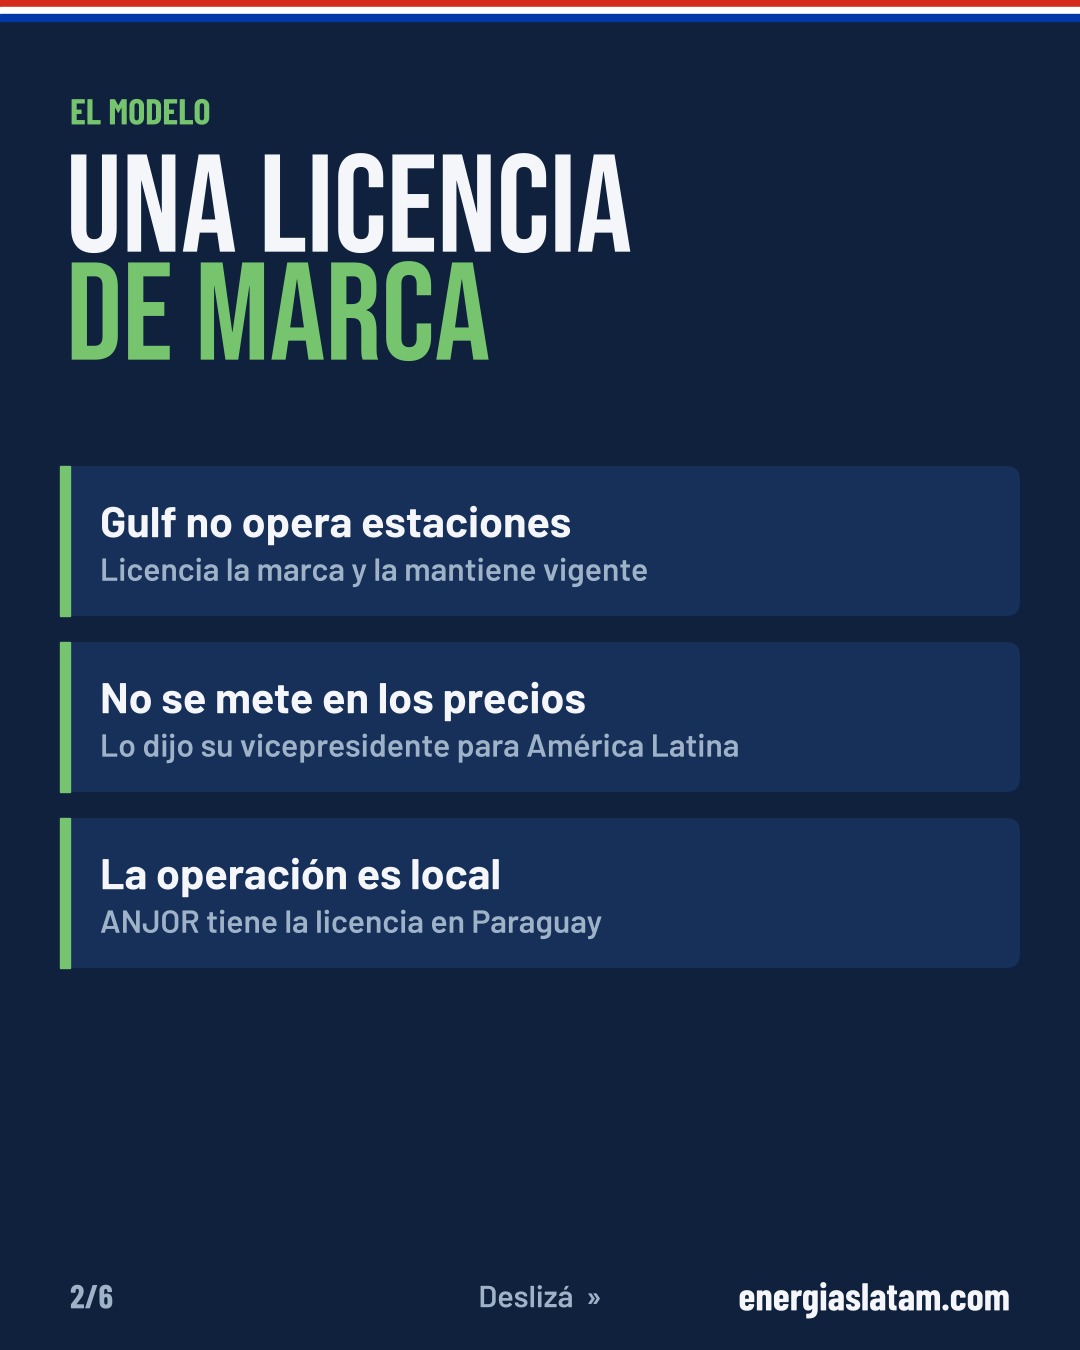 EL MODELO
UNA LICENCIA
DE MARCA
Gulf no opera estaciones
Licencia la marca y la mantiene vigente
No se mete en los precios
Lo dijo su vicepresidente para América Latina
La operación es local
ANJOR tiene la licencia en Paraguay
2/6
Deslizá »
energiaslatam.com